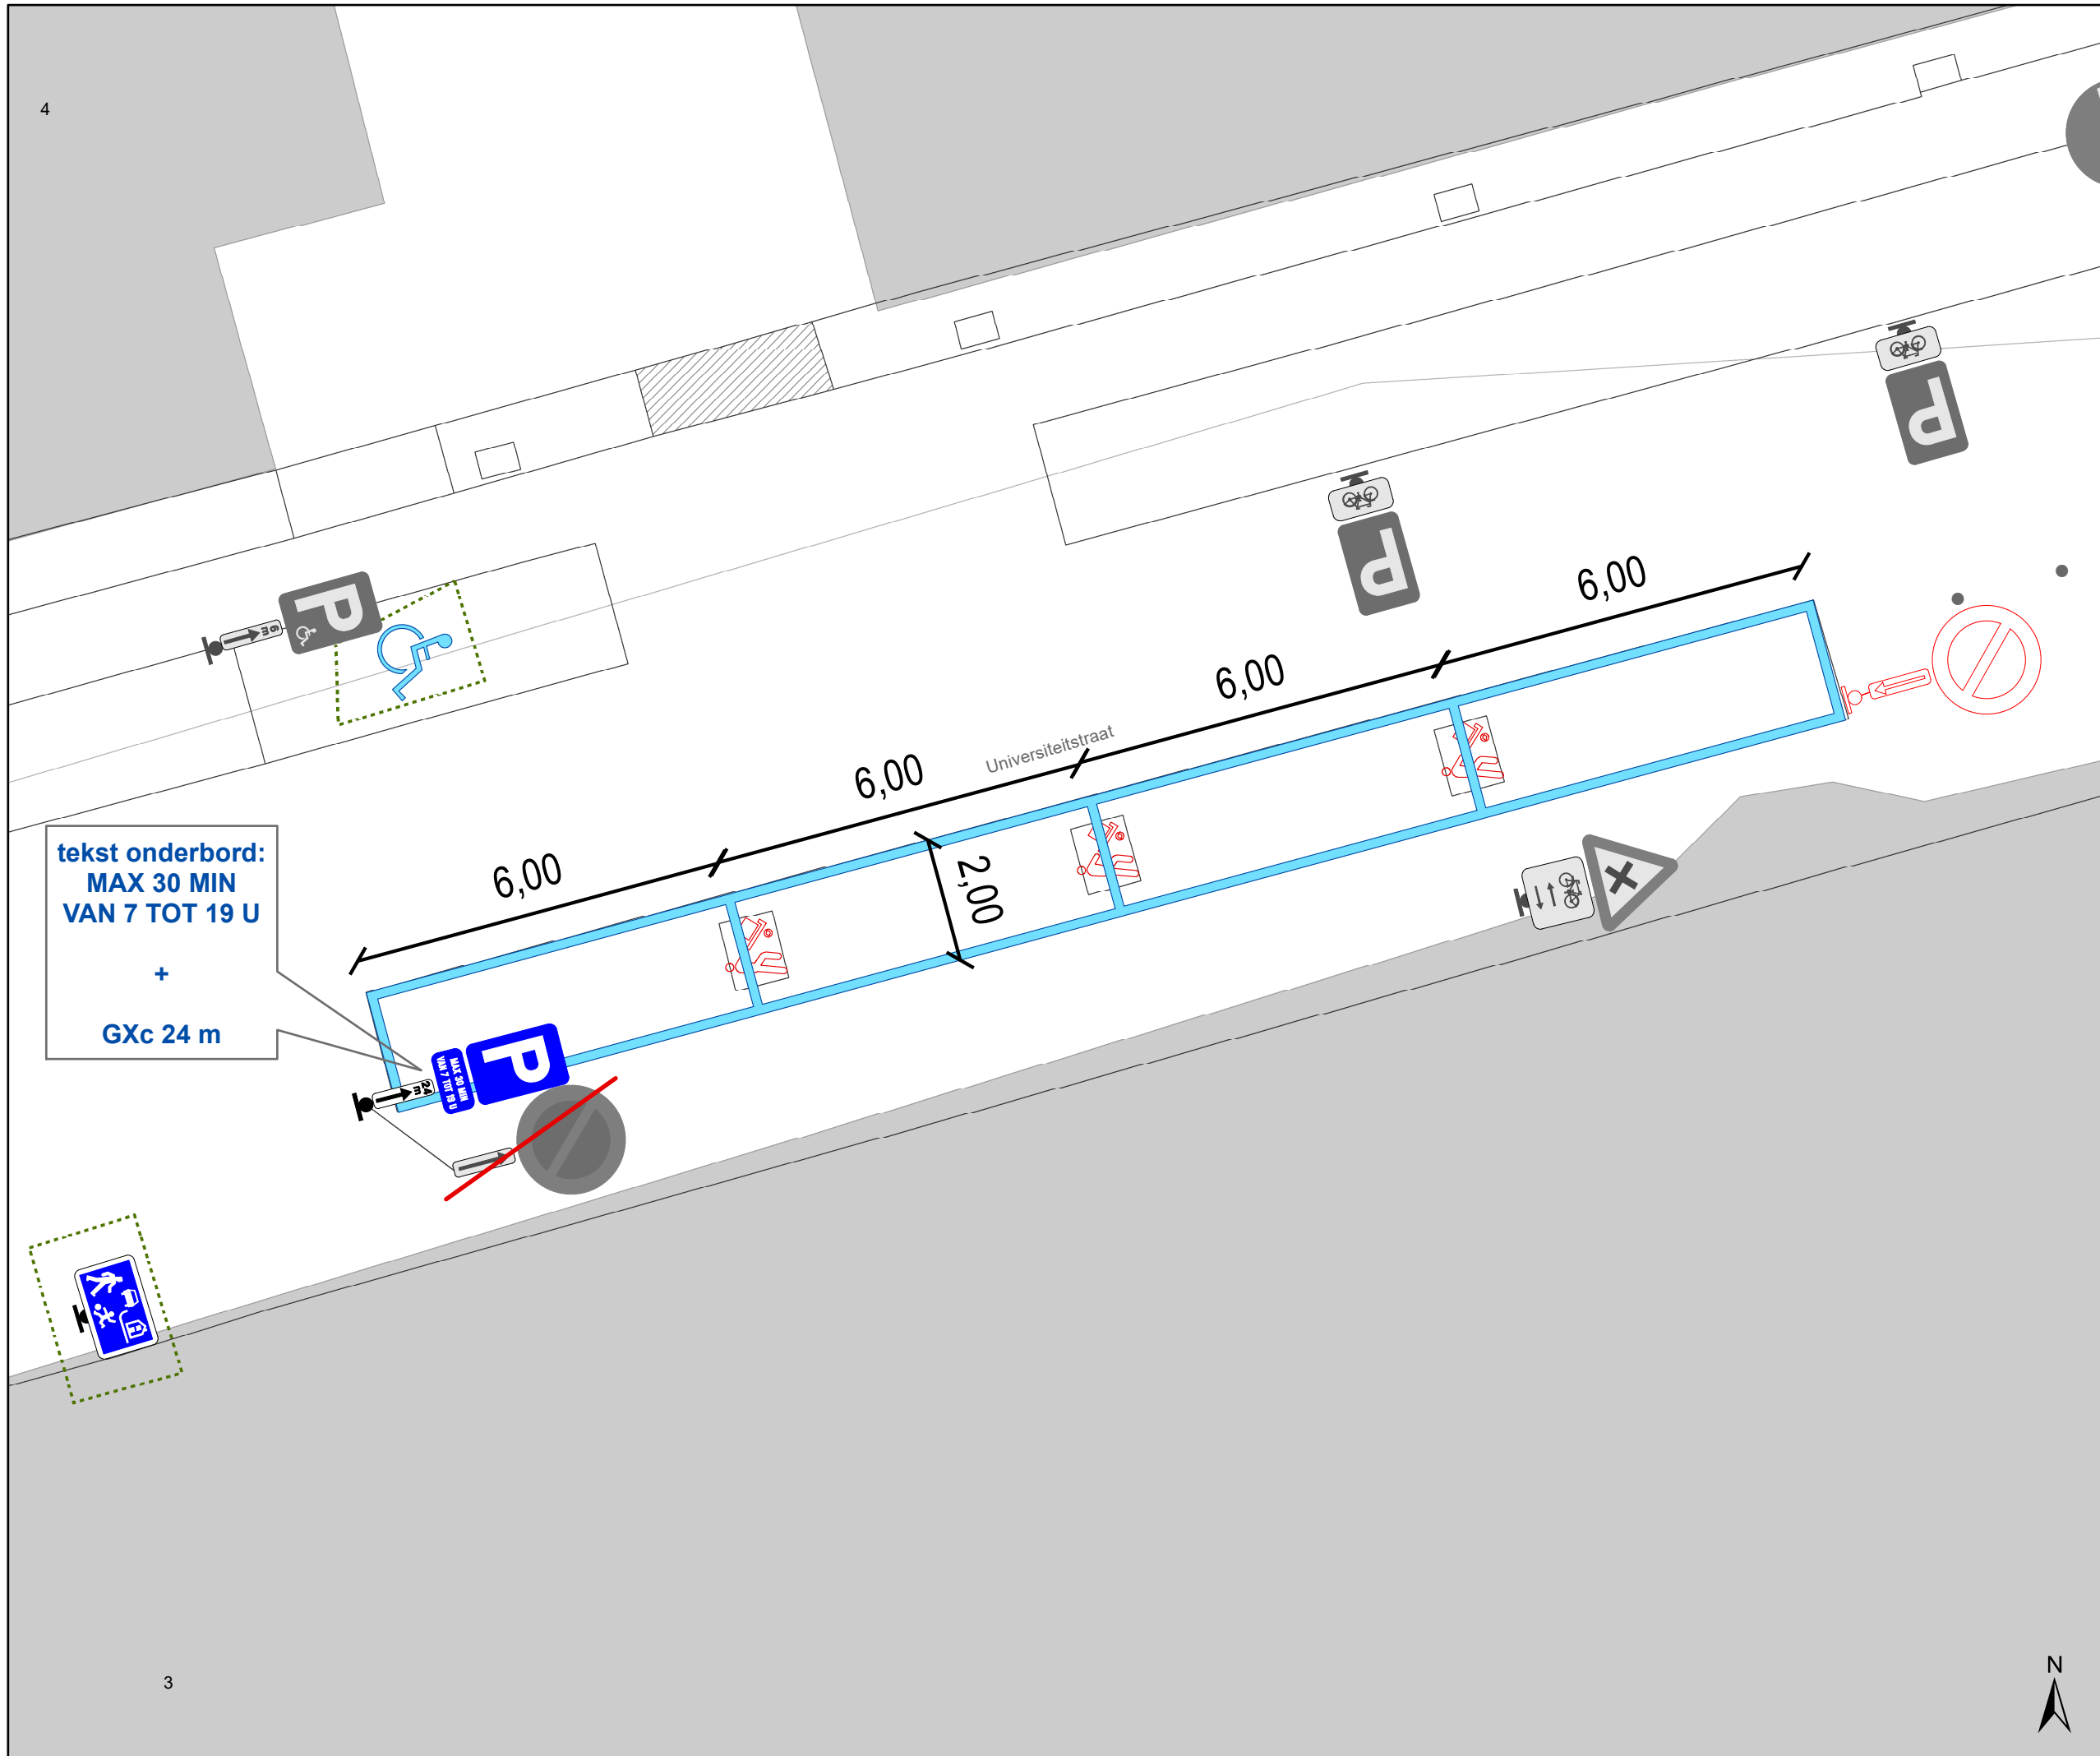 4
P
P
P
6 m
6,00
6,00
6,00
6,00
2,00
Universiteitstraat
tekst onderbord:
MAX 30 MIN
VAN 7 TOT 19 U
+
GXc 24 m
24 m
MAX 30 MIN
VAN 7 TOT 19 U
P
3
N